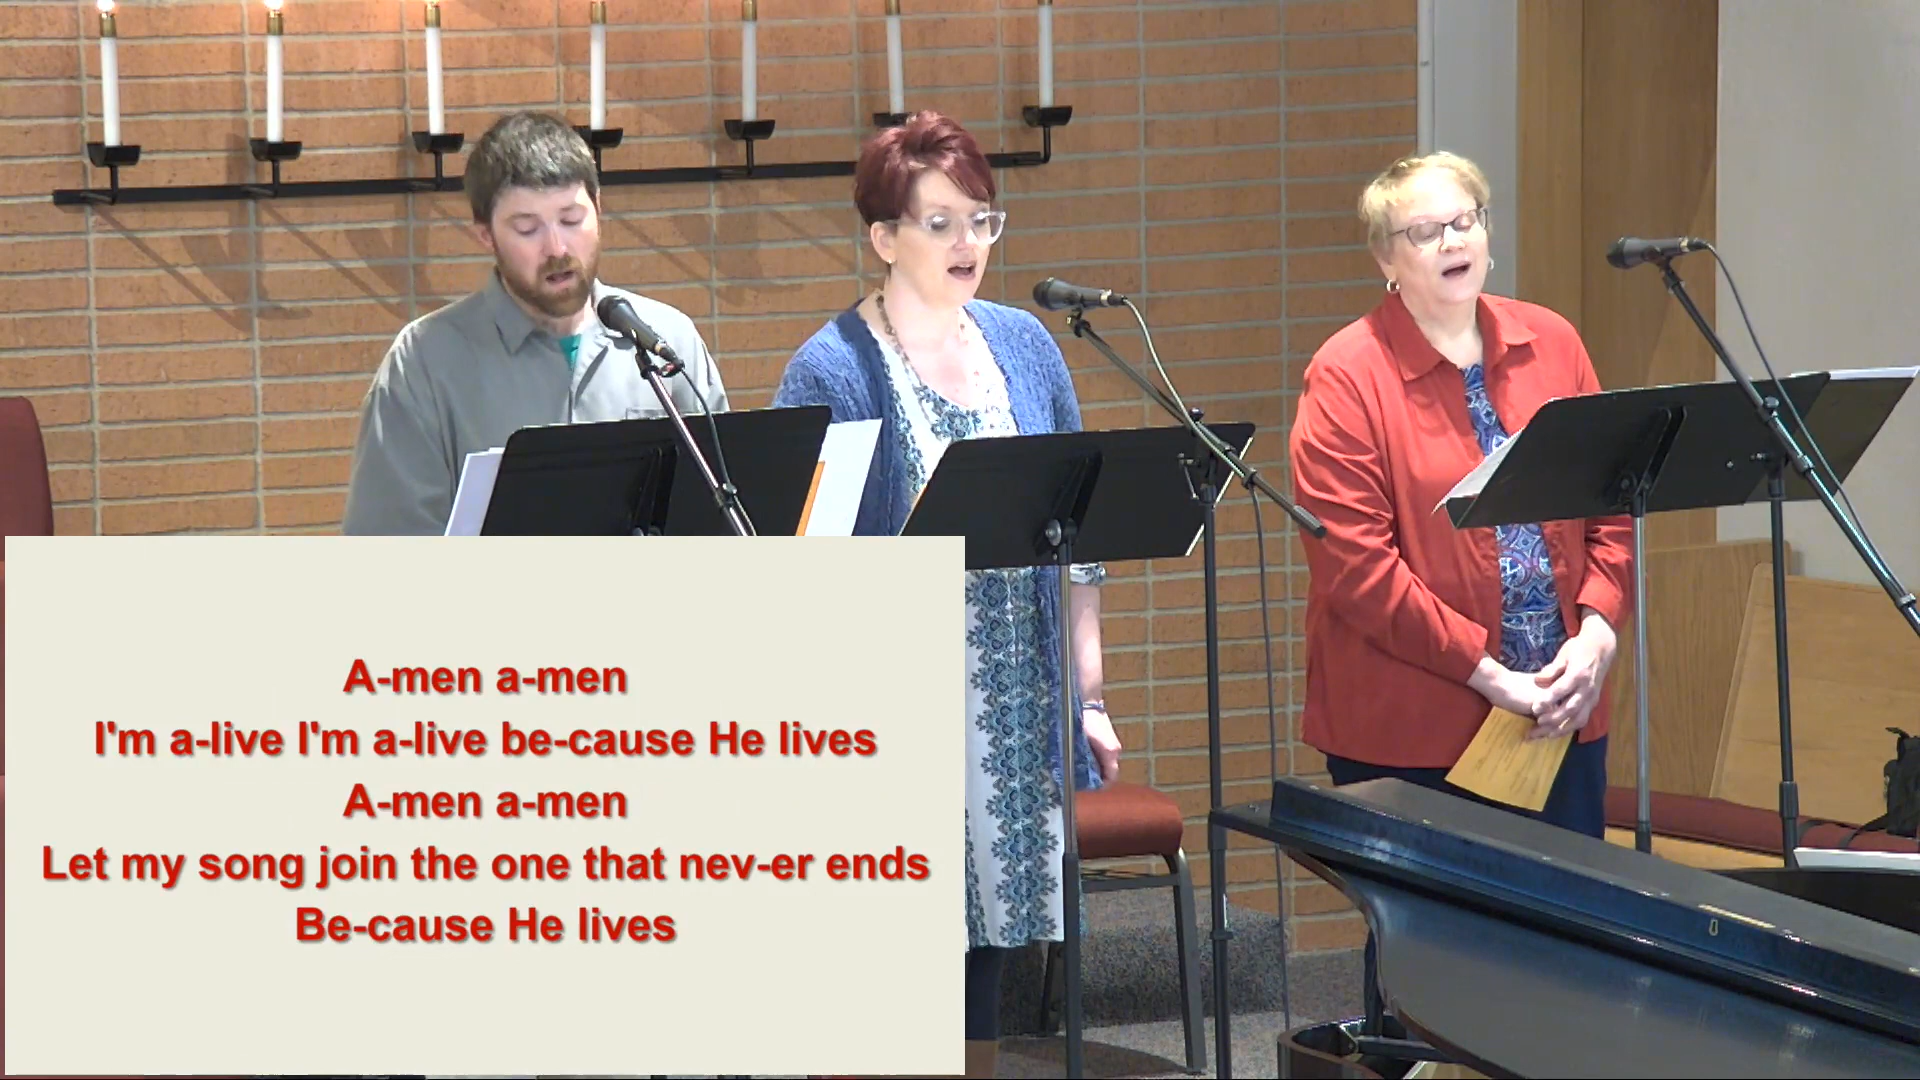 A-men a-men
I'm a-live I'm a-live be-cause He lives
A-men a-men
Let my song join the one that nev-er ends
Be-cause He lives